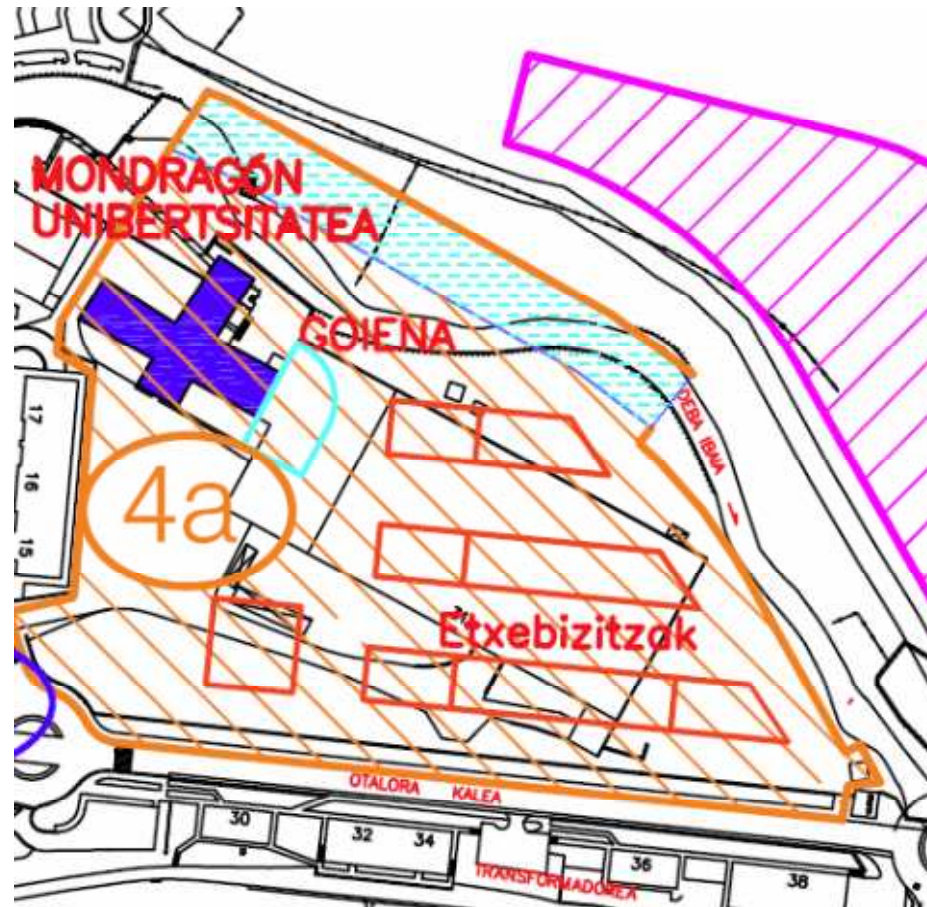 MONDRAGÓN
UNIBERTSITATEA
GOIENA
DEBA IBAIA
17
16
15
4a
Etxebizitzak
OTALORA KALEA
30
32
34
36
38
TRANSFORMADOREA